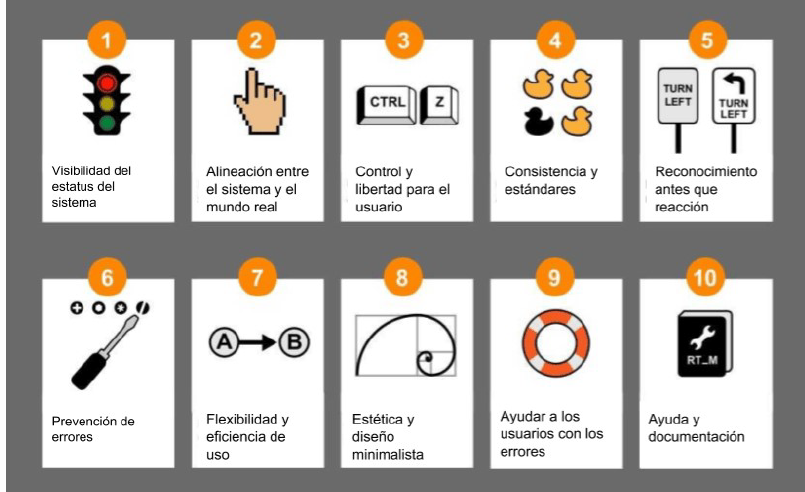 1
2
3
4
5
CTRL
Z
TURN
LEFT
TURN
LEFT
Visibilidad del
estatus del
sistema
Alineación entre
el sistema y el
mundo real
Control y
libertad para el
usuario
Consistencia y
estándares
Reconocimiento
antes que
reacción
6
7
8
9
10
A
B
RT_M
Prevención de
errores
Flexibilidad y
eficiencia de
uso
Estética y
diseño
minimalista
Ayudar a los
usuarios con los
errores
Ayuda y
documentación